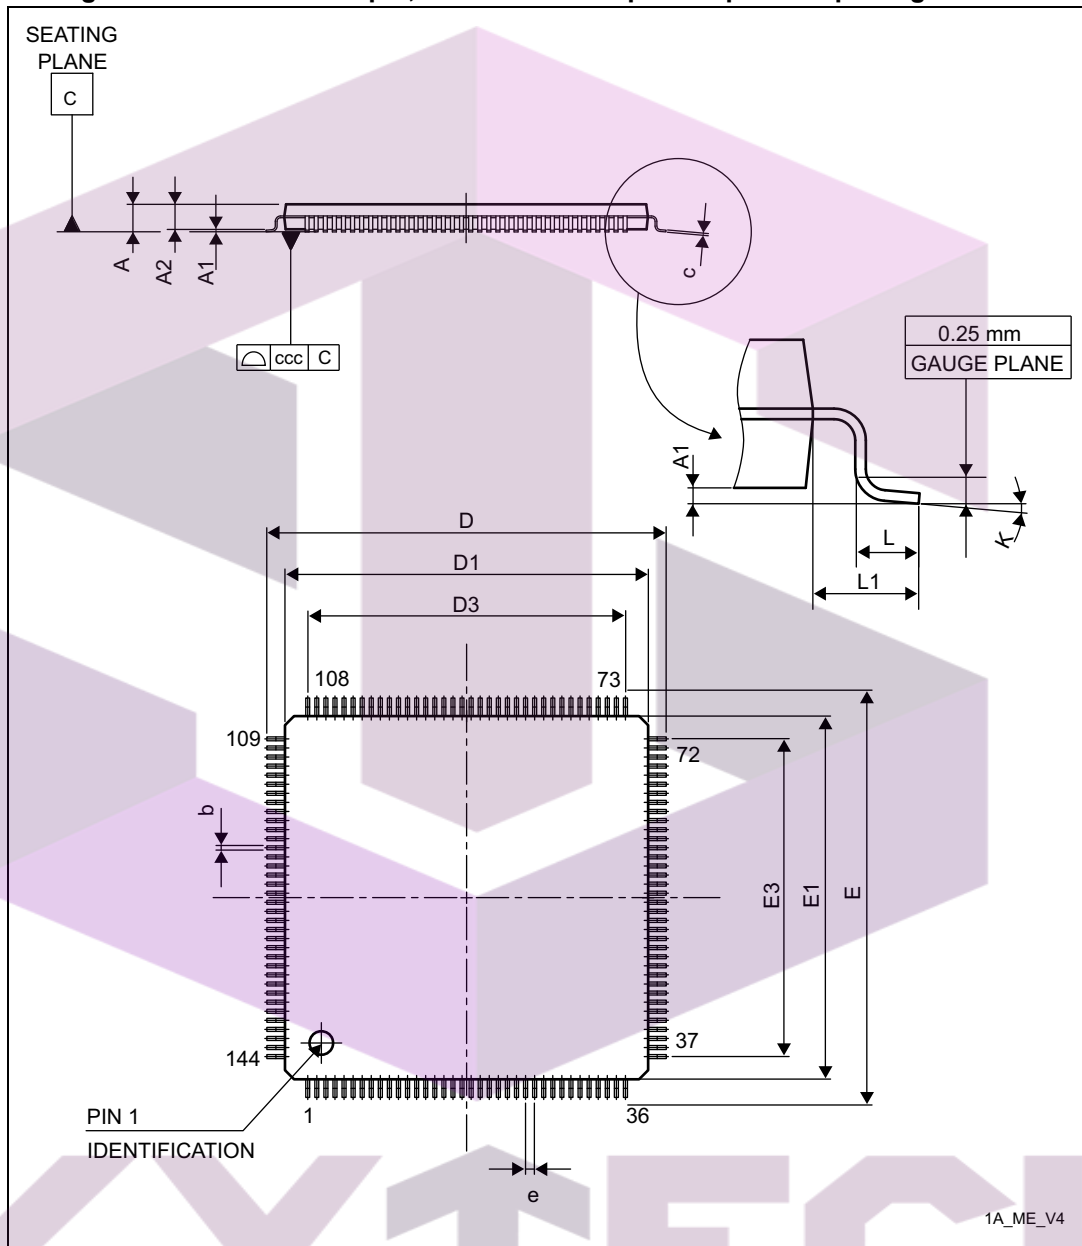 SEATING
PLANE
C
A
A2
A1
c
ccc
C
0.25 mm
GAUGE PLANE
A1
K
L
L1
D
D1
D3
108
73
109
72
b
E3
E1
E
144
37
PIN 1
IDENTIFICATION
1
36
e
1A_ME_V4